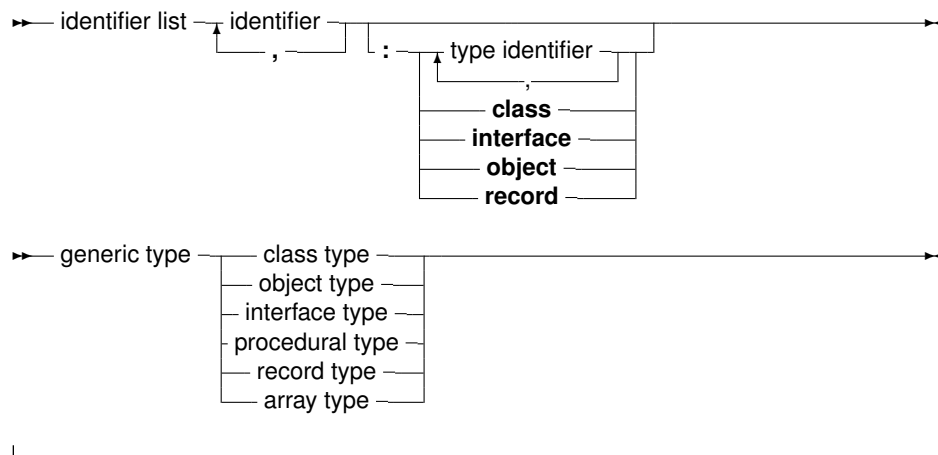 identifier list identifier
, : type identifier
,
class
interface
object
record
generic type class type
object type
interface type
procedural type
record type
array type